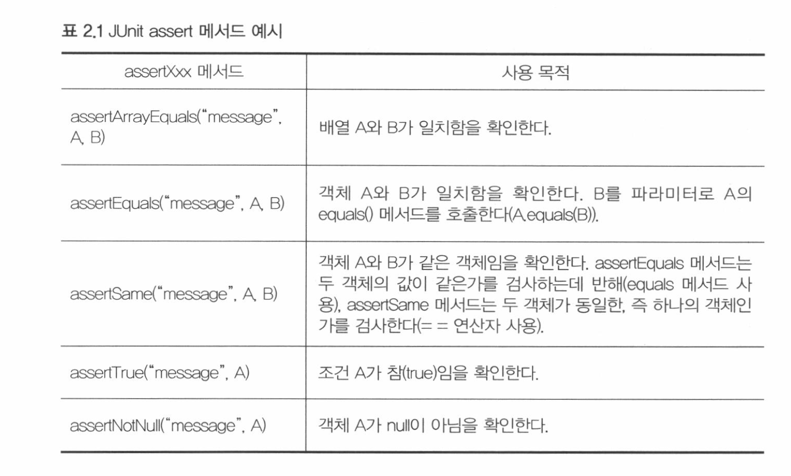 표 2.1 JUnit assert 메서드 예시
assertXxx 메서드
사용 목적
assertArrayEquals(“message”,
A, B)
배열 A와 B가 일치함을 확인한다.
assertEquals(“message”, A, B)
객체 A와 B가 일치함을 확인한다. B를 파라미터로 A의
equals() 메서드를 호출한다(A.equals(B)).
assertSame(“message”, A, B)
객체 A와 B가 같은 객체임을 확인한다. assertEquals 메서드는
두 객체의 값이 같은가를 검사하는데 반해(equals 메서드 사
용), assertSame 메서드는 두 객체가 동일한, 즉 하나의 객체인
가를 검사한다(= = 연산자 사용).
assertTrue(“message”, A)
조건 A가 참(true)임을 확인한다.
assertNotNull(“message”, A)
객체 A가 null이 아님을 확인한다.